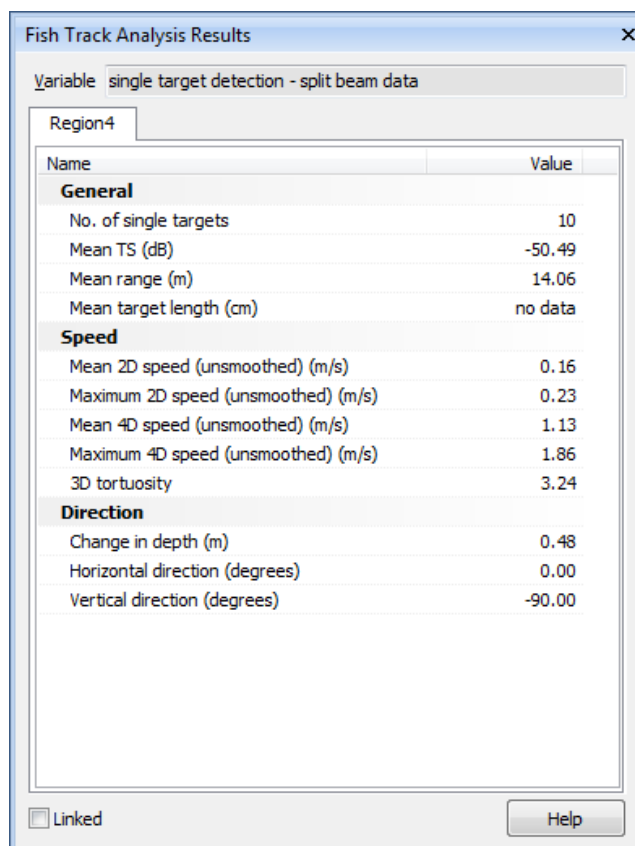 Fish Track Analysis Results
Variable single target detection - split beam data
Region4
Name Value
General
No. of single targets 10
Mean TS (dB) -50.49
Mean range (m) 14.06
Mean target length (cm) no data
Speed
Mean 2D speed (unsmoothed) (m/s) 0.16
Maximum 2D speed (unsmoothed) (m/s) 0.23
Mean 4D speed (unsmoothed) (m/s) 1.13
Maximum 4D speed (unsmoothed) (m/s) 1.86
3D tortuosity 3.24
Direction
Change in depth (m) 0.48
Horizontal direction (degrees) 0.00
Vertical direction (degrees) -90.00
Linked Help